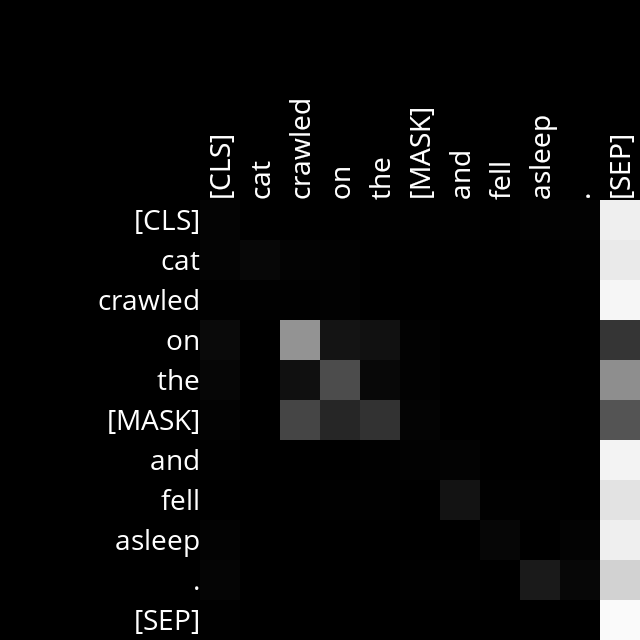 [CLS] cat crawled on the [MASK] and fell asleep . [SEP]
[CLS]
cat
crawled
on
the
[MASK]
and
fell
asleep
.
[SEP]